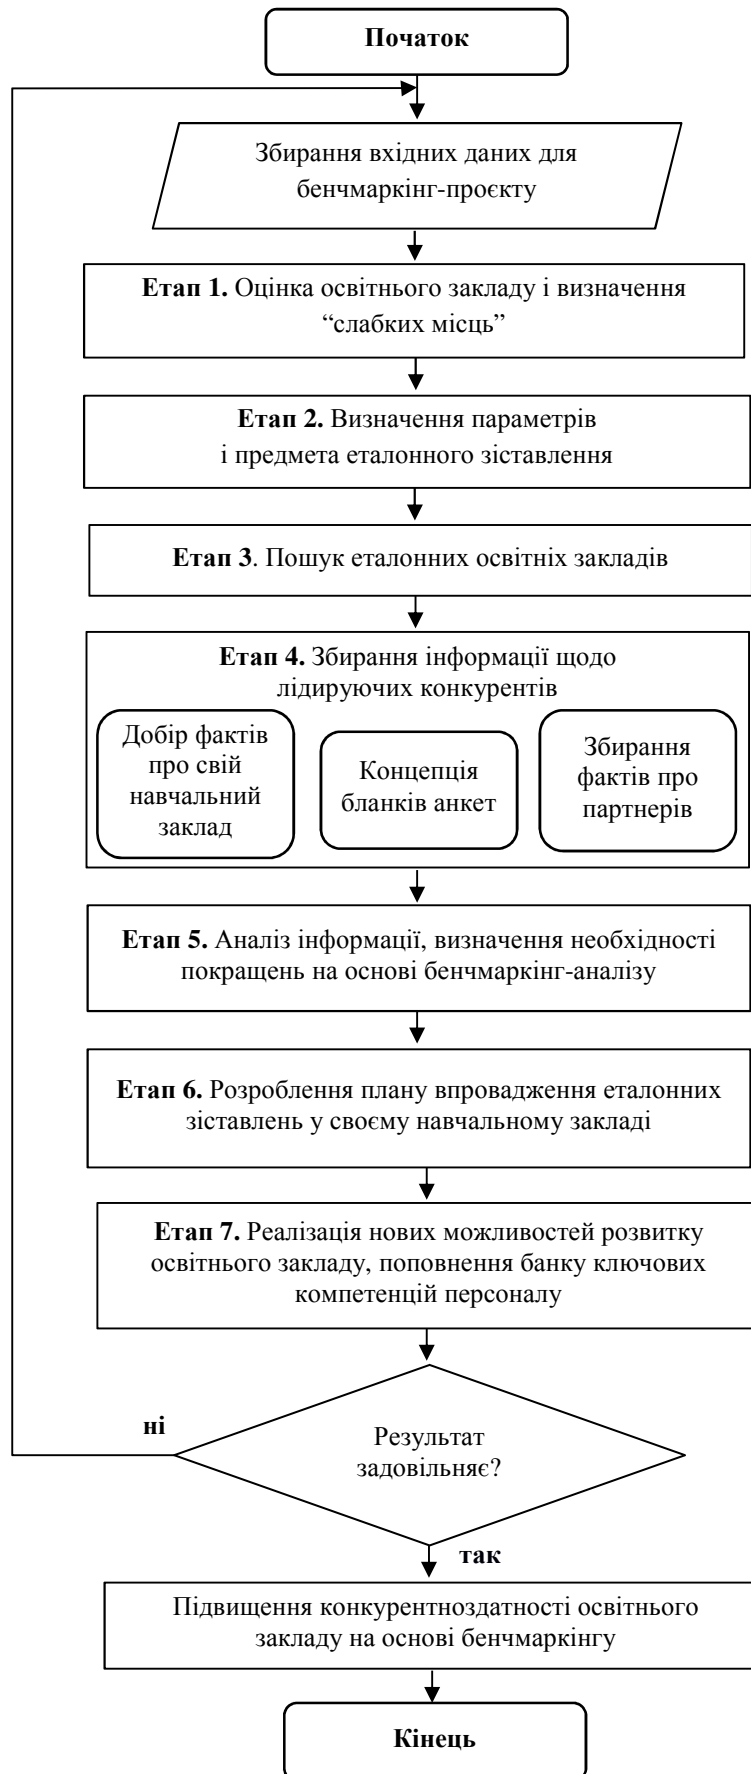 Початок
Збирання вхідних даних для
бенчмаркінг-проєкту
Етап 1. Оцінка освітнього закладу і визначення
“слабких місць”
Етап 2. Визначення параметрів
і предмета еталонного зіставлення
Етап 3. Пошук еталонних освітніх закладів
Етап 4. Збирання інформації щодо
лідируючих конкурентів
Добір фактів
про свій
навчальний
заклад
Концепція
бланків анкет
Збирання
фактів про
партнерів
Етап 5. Аналіз інформації, визначення необхідності
покращень на основі бенчмаркінг-аналізу
Етап 6. Розроблення плану впровадження еталонних
зіставлень у своєму навчальному закладі
Етап 7. Реалізація нових можливостей розвитку
освітнього закладу, поповнення банку ключових
компетенцій персоналу
ні
Результат
задовільняє?
так
Підвищення конкурентноздатності освітнього
закладу на основі бенчмаркінгу
Кінець